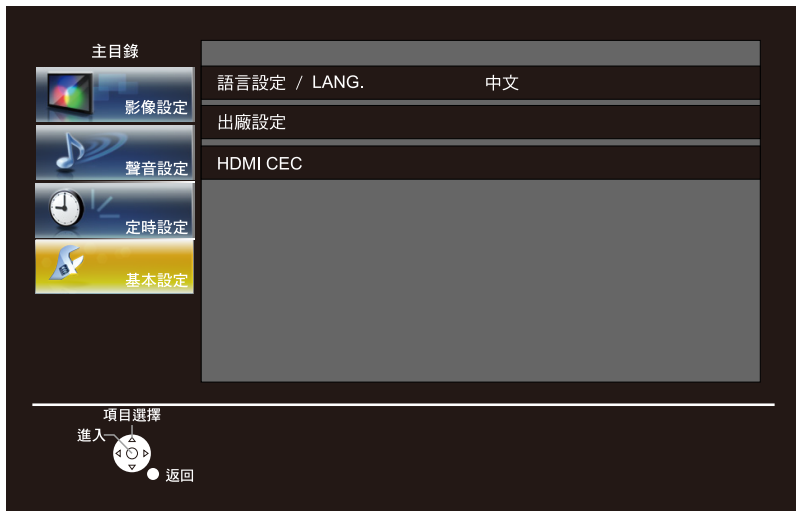 主目錄
影像設定
聲音設定
定時設定
基本設定
語言設定 / LANG. 中文
出廠設定
HDMI CEC
項目選擇
進入
返回